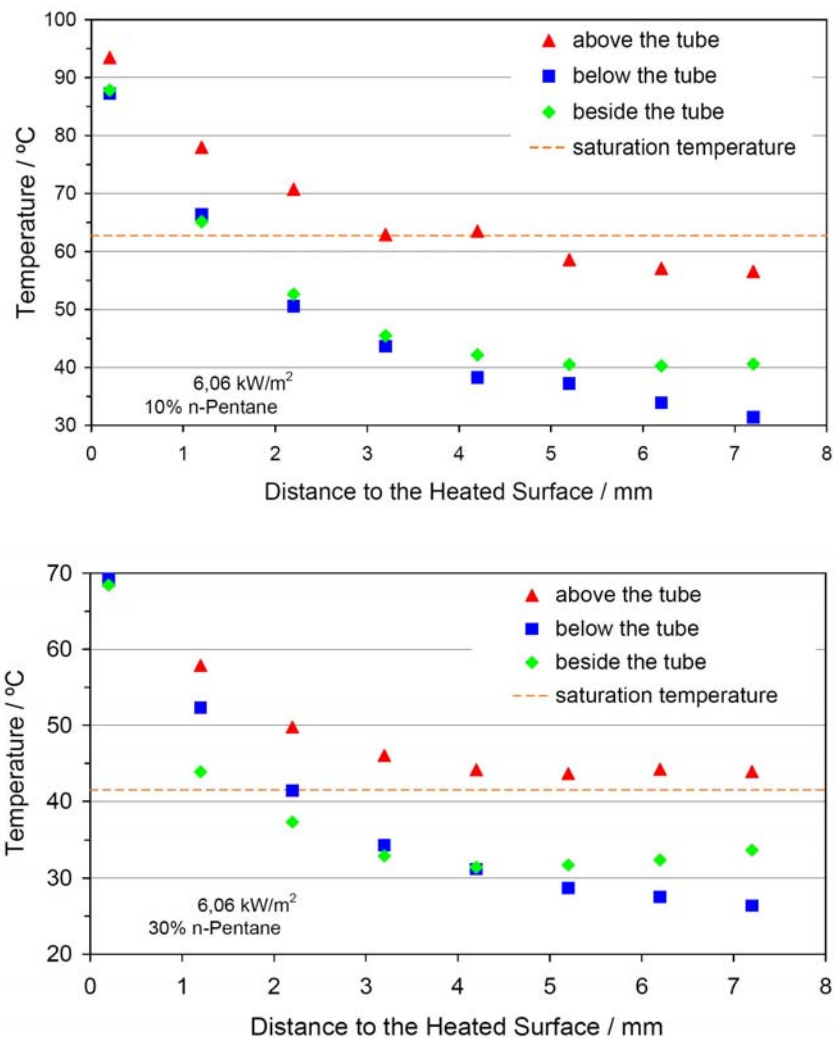 100
90
80
70
60
50
40
30
Temperature / ºC
above the tube
below the tube
beside the tube
saturation temperature
6,06 kW/m²
10% n-Pentane
0 1 2 3 4 5 6 7 8
Distance to the Heated Surface / mm
70
60
50
40
30
20
Temperature / ºC
above the tube
below the tube
beside the tube
saturation temperature
6,06 kW/m²
30% n-Pentane
0 1 2 3 4 5 6 7 8
Distance to the Heated Surface / mm